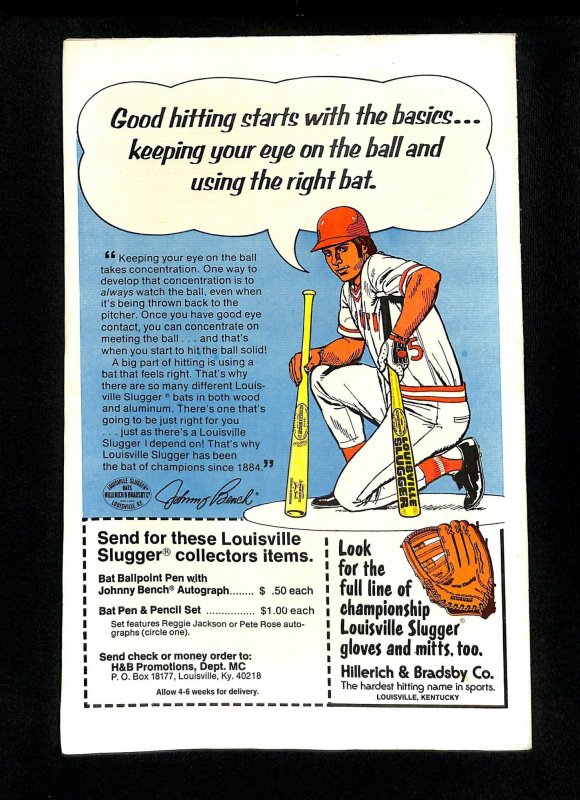 Good hitting starts with the basics...
keeping your eye on the ball and
using the right bat.
“Keeping your eye on the ball
takes concentration. One way to
develop that concentration is to
always watch the ball, even when
it's being thrown back to the
pitcher. Once you have good eye
contact, you can concentrate on
meeting the ball . . . and that's
when you start to hit the ball solid!
A big part of hitting is using a
bat that feels right. That's why
there are so many different Louis-
ville Slugger® bats in both wood
and aluminum. There's one that's
going to be just right for you
. . . just as there's a Louisville
Slugger I depend on! That's why
Louisville Slugger has been
the bat of champions since 1884.”
LOUISVILLE SLUGGER
BATS
HILLERICH & BRADSBY Co
LOUISVILLE, KY.
Johnny Bench
5
LOUISVILLE
SLUGGER
Send for these Louisville
Slugger® collectors items.
Bat Ballpoint Pen with
Johnny Bench® Autograph........ $ .50 each
Bat Pen & Pencil Set .............. $1.00 each
Set features Reggie Jackson or Pete Rose auto-
graphs (circle one).
Send check or money order to:
H&B Promotions, Dept. MC
P. O. Box 18177, Louisville, Ky. 40218
Allow 4-6 weeks for delivery.
Look
for the
full line of
championship
Louisville Slugger®
gloves and mitts, too.
Hillerich & Bradsby Co.
The hardest hitting name in sports.
LOUISVILLE, KENTUCKY